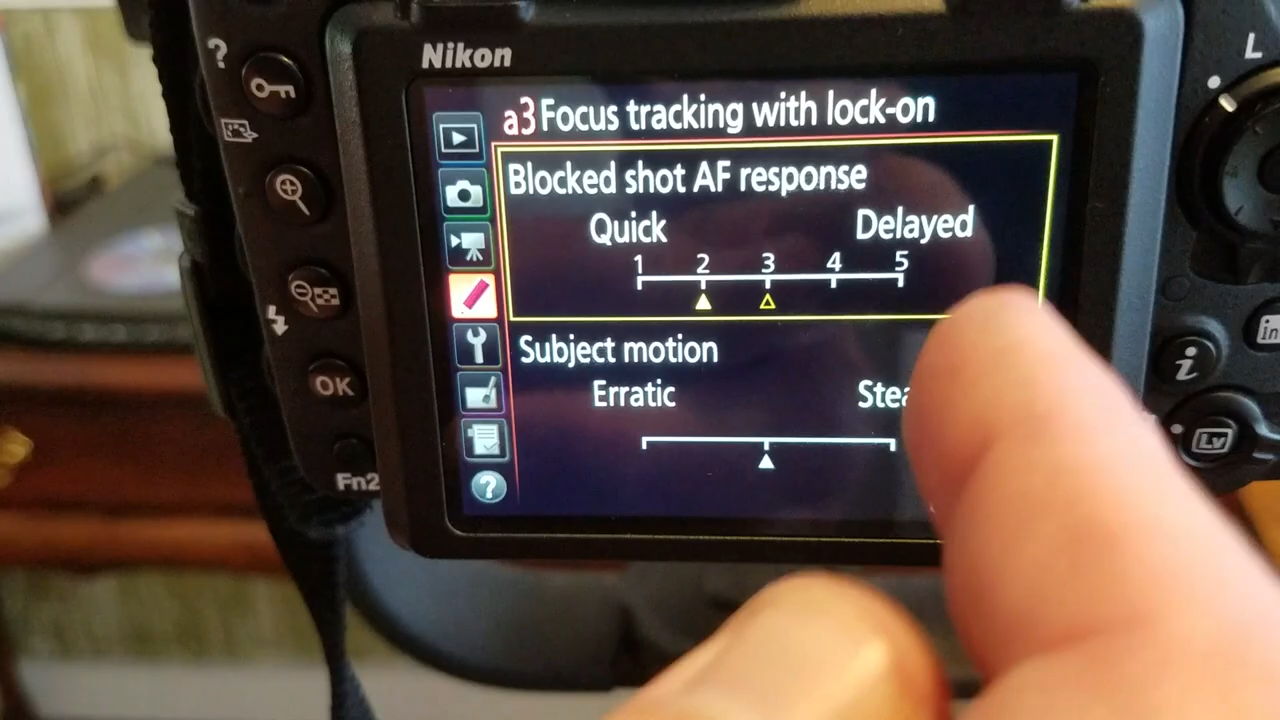 Nikon
L
?
a3 Focus tracking with lock-on
Blocked shot AF response
Quick Delayed
1 2 3 4 5
Subject motion
Erratic
OK
i
Lv
Fn2
?